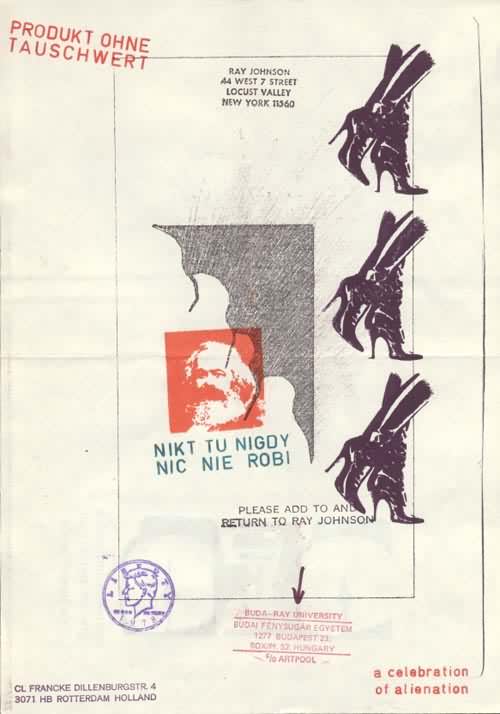 PRODUKT OHNE
TAUSCHWERT
RAY JOHNSON
44 WEST 7 STREET
LOCUST VALLEY
NEW YORK 11560
NIKT TU NIGDY
NIC NIE ROBI
PLEASE ADD TO AND
RETURN TO RAY JOHNSON
LIBERTY
BUDA-RAY UNIVERSITY
BUDAI FÉNYSUGÁR EGYETEM
1277 BUDAPEST 23.
BOX/Pf. 52. HUNGARY
c/o ARTPOOL
a celebration
of alienation
CL FRANCKE DILLENBURGSTR. 4
3071 HB ROTTERDAM HOLLAND